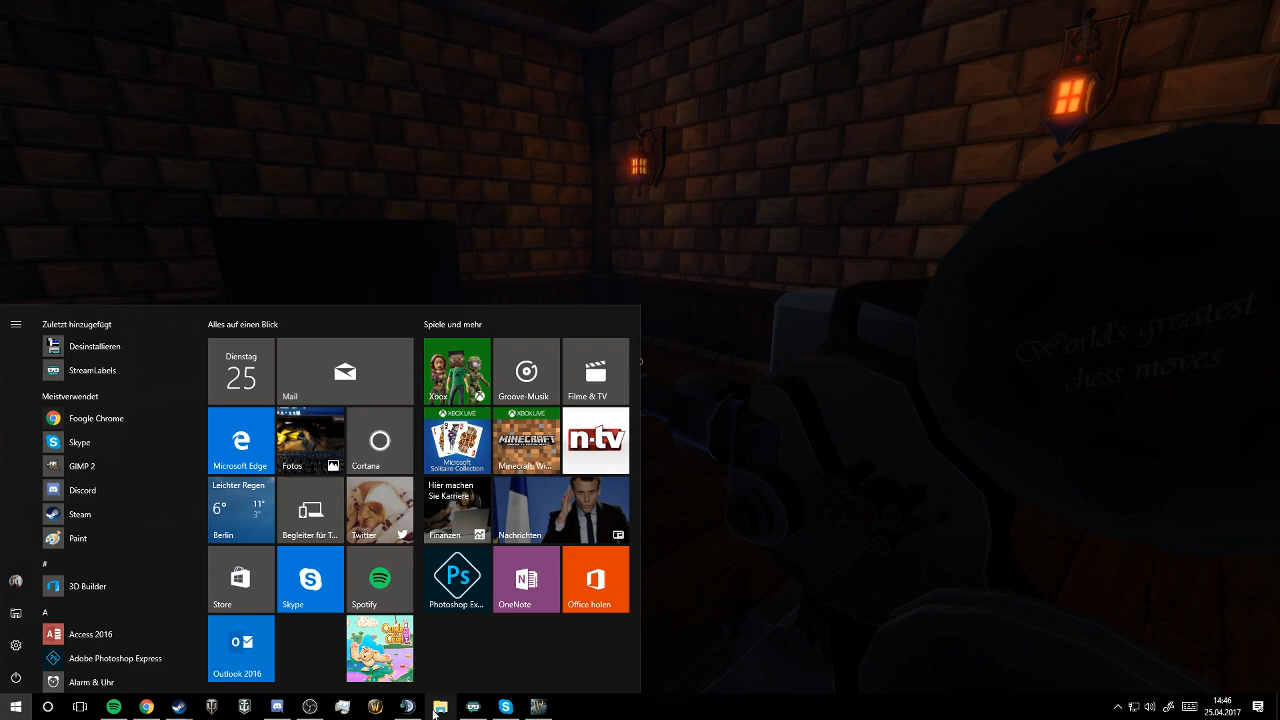 World's greatest
chess moves
Zuletzt hinzugefügt
Desinstallieren
StreamLabels
Meistverwendet
Google Chrome
Skype
GIMP 2
Discord
Steam
Paint
#
3D Builder
A
Access 2016
Adobe Photoshop Express
Alarm & Uhr
Alles auf einen Blick
Dienstag
25
Mail
Microsoft Edge
Fotos
Cortana
Leichter Regen
6°
11°
3°
Berlin
Begleiter für T...
Twitter
Store
Skype
Spotify
Outlook 2016
Candy
Crush
Spiele und mehr
Xbox
Groove-Musik
Filme & TV
XBOX LIVE
Microsoft
Solitaire Collection
XBOX LIVE
MINECRAFT
Minecraft: Wi...
n-tv
Hier machen
Sie Karriere
Finanzen
Nachrichten
Ps
Photoshop Ex...
OneNote
Office holen
14:46
25.04.2017